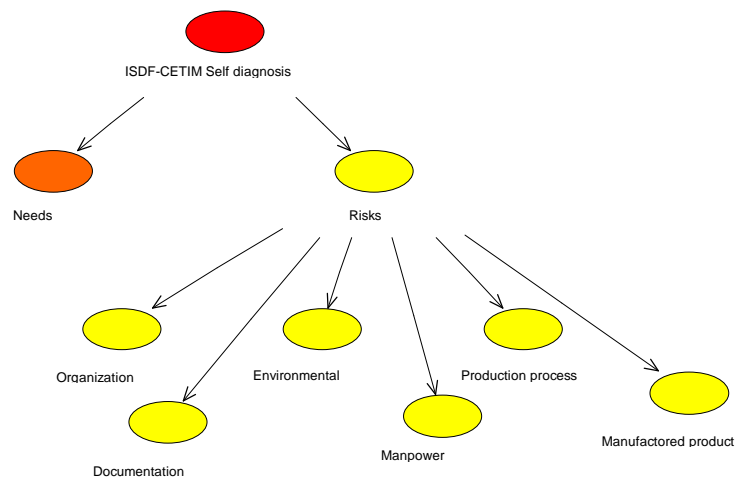 ISDF-CETIM Self diagnosis
Needs
Risks
Organization
Environmental
Production process
Documentation
Manpower
Manufactored product